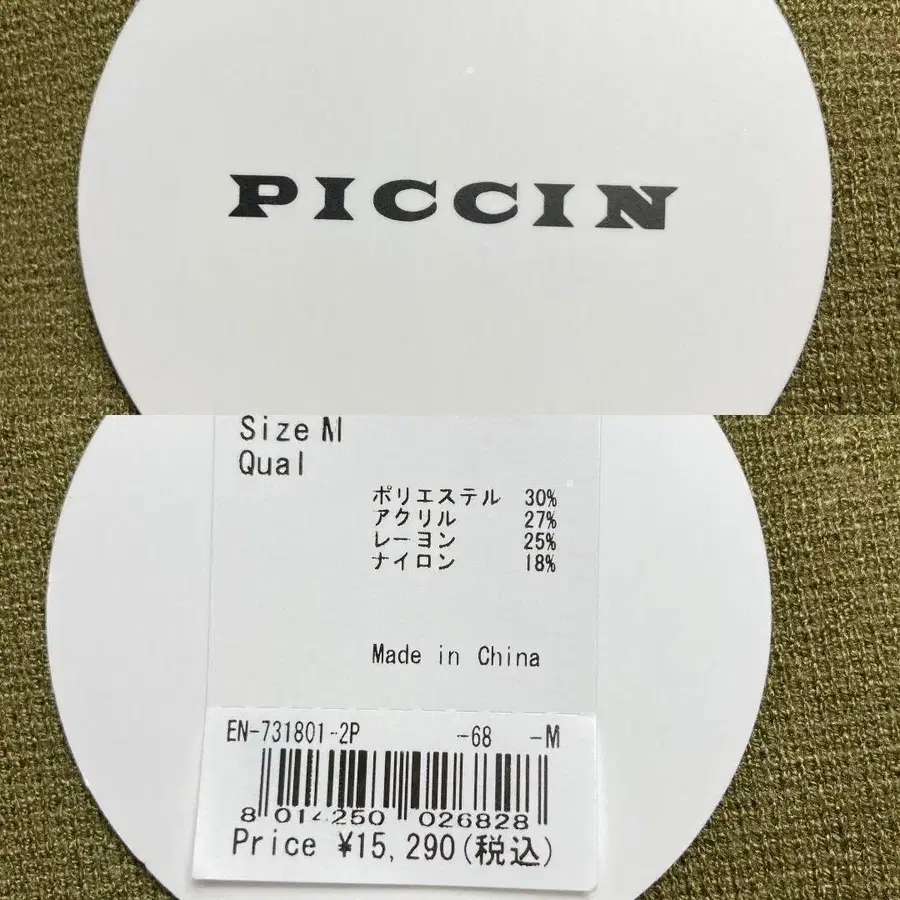 PICCIN
Size M
Qual
ポリエステル 30%
アクリル 27%
レーヨン 25%
ナイロン 18%
Made in China
EN-731801-2P -68 -M
8 014250 026828
Price ¥15,290(税込)